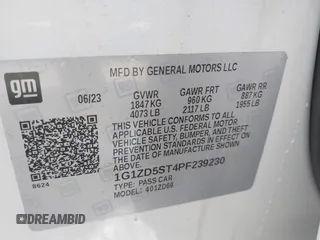 gm
MFD BY GENERAL MOTORS LLC
06/23 GVWR GAWR FRT GAWR RR
1847 KG 960 KG 887 KG
4073 LB 2117 LB 1955 LB
THIS VEHICLE CONFORMS TO ALL APPLICABLE
U.S. FEDERAL MOTOR VEHICLE
SAFETY, BUMPER, AND THEFT
PREVENTION STANDARDS IN EFFECT
ON THE DATE OF MANUFACTURE
SHOWN ABOVE.
1G1ZD5ST4PF239230
TYPE: PASS CAR
MODEL: 401ZD69
8624
DREAMBID